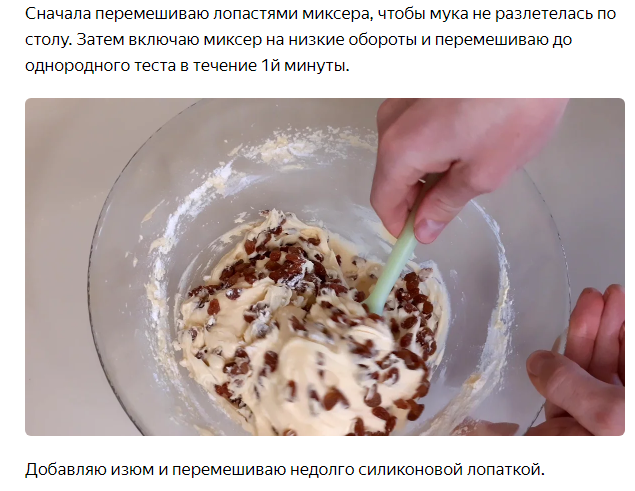 Сначала перемешиваю лопастями миксера, чтобы мука не разлетелась по
столу. Затем включаю миксер на низкие обороты и перемешиваю до
однородного теста в течение 1й минуты.
Добавляю изюм и перемешиваю недолго силиконовой лопаткой.